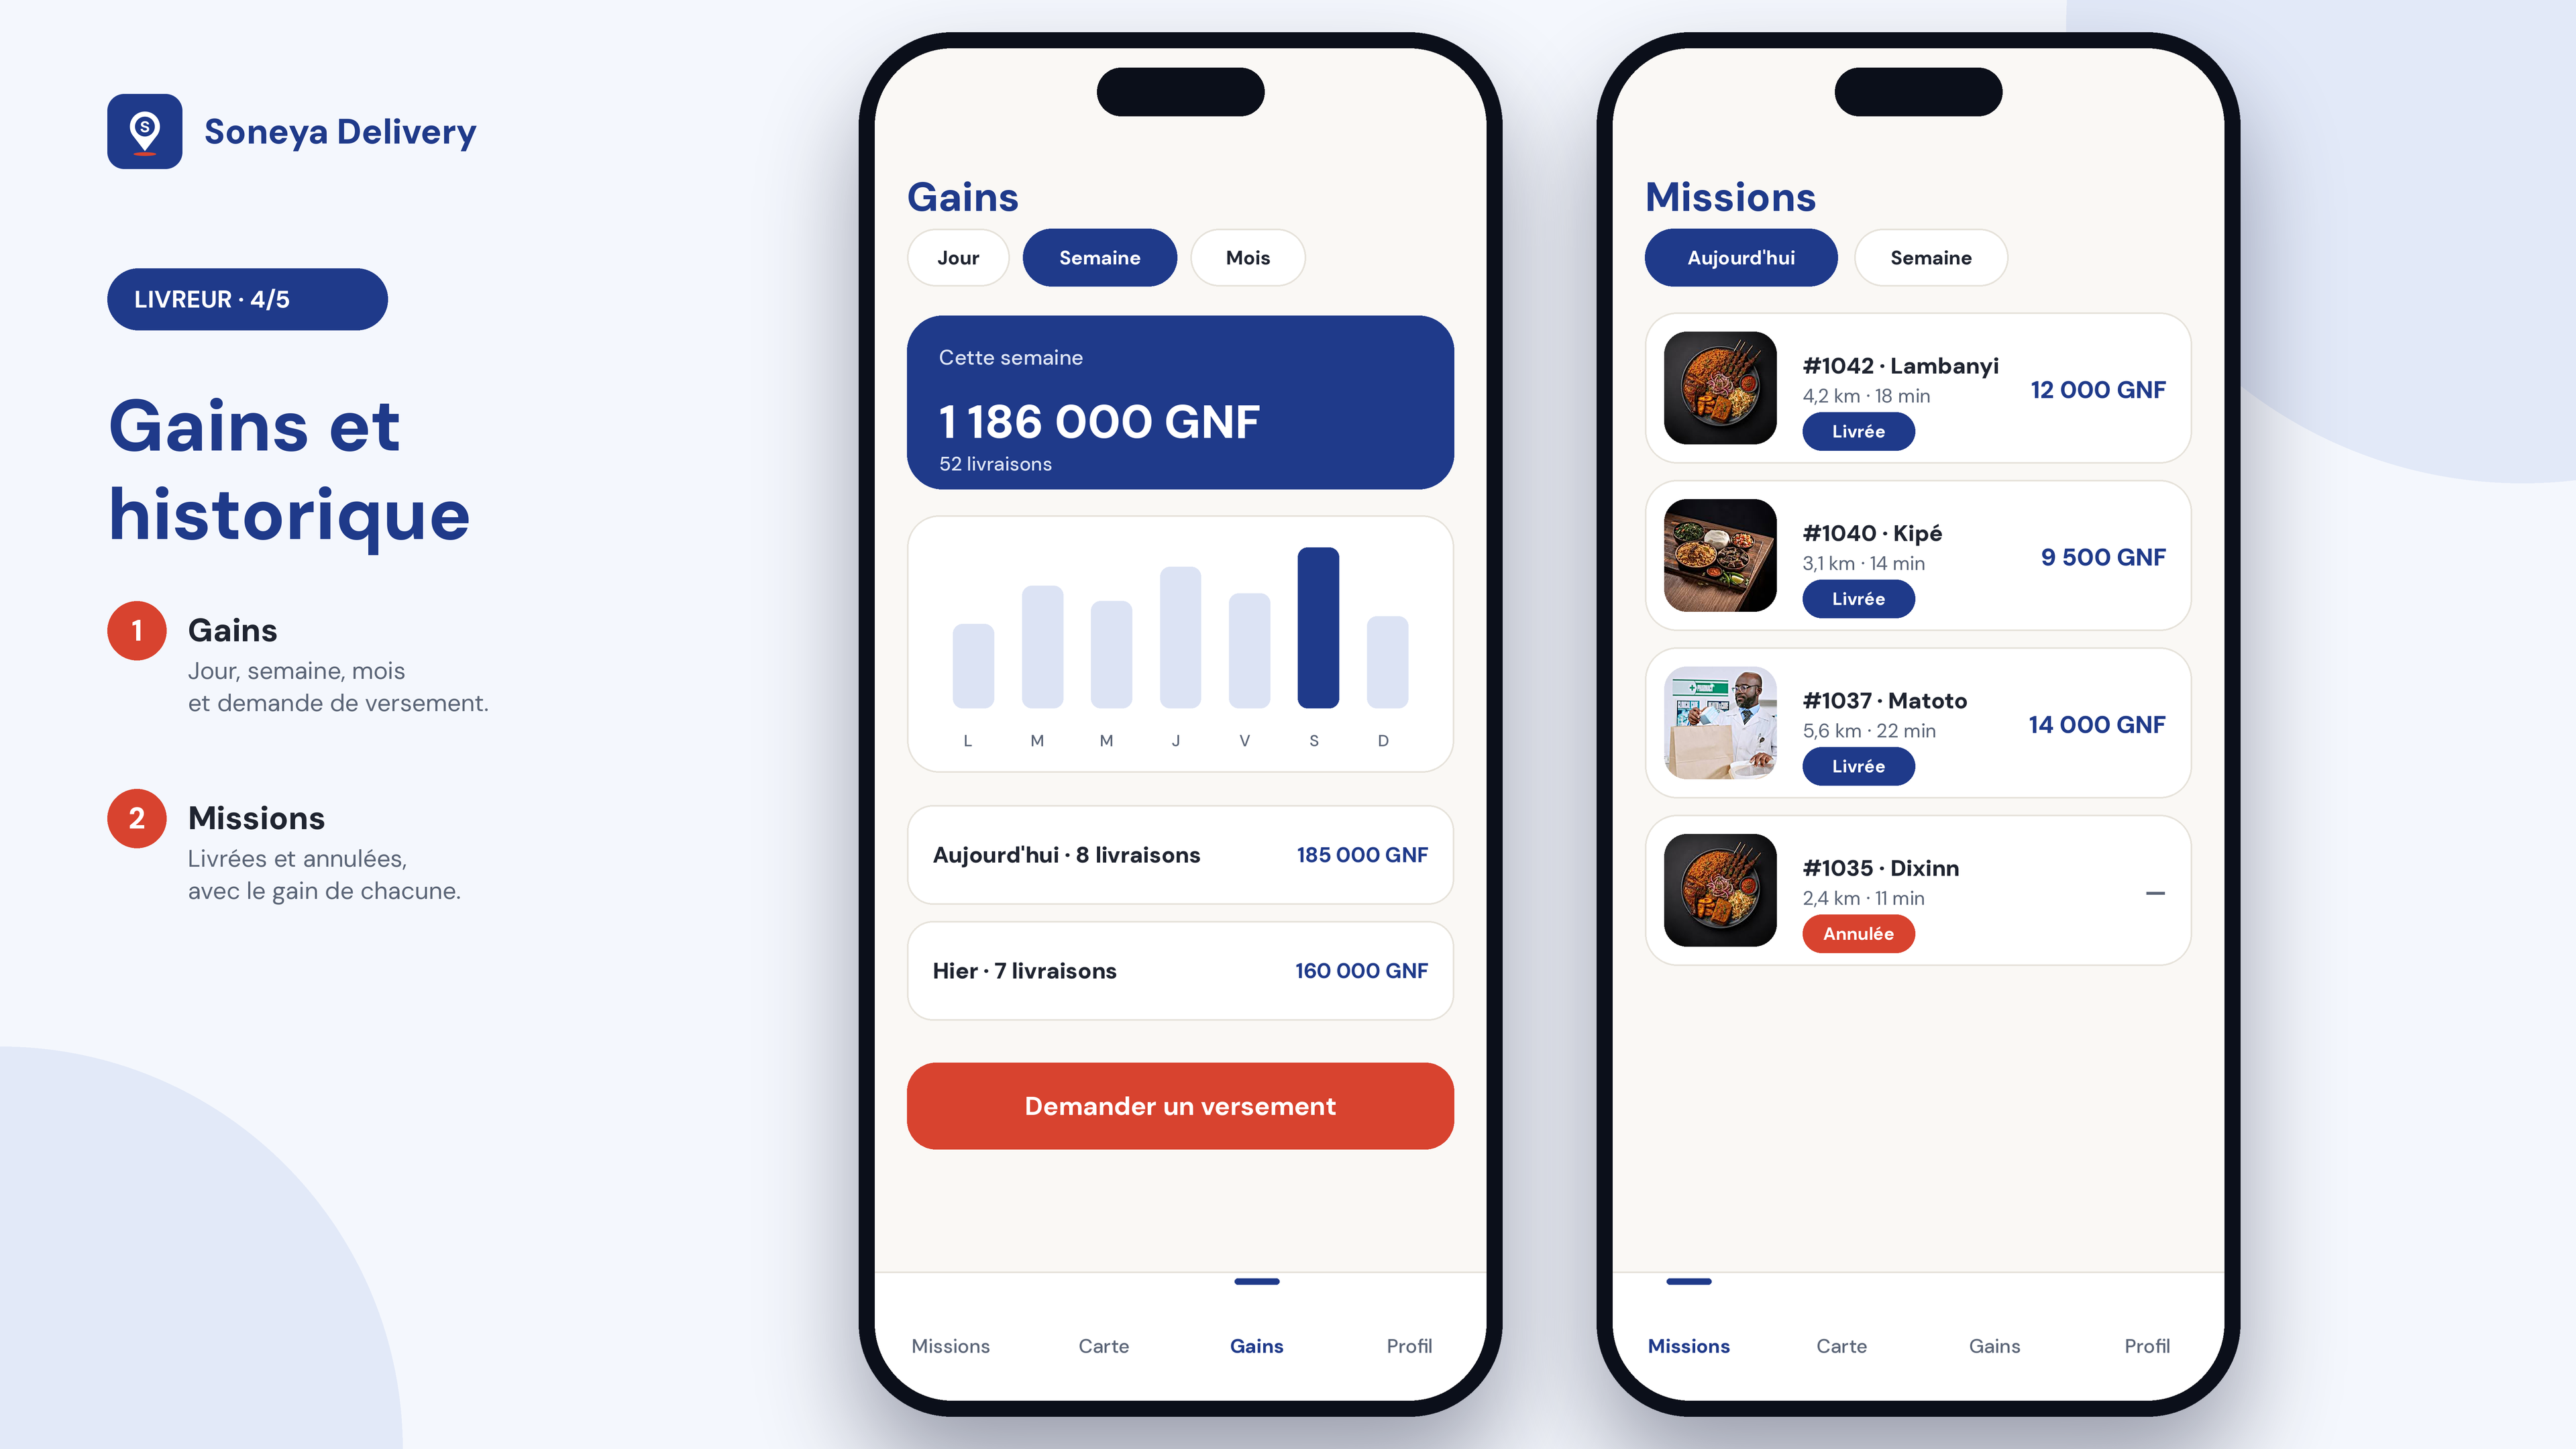 S
Soneya Delivery
LIVREUR · 4/5
Gains et
historique
1
Gains
Jour, semaine, mois
et demande de versement.
2
Missions
Livrées et annulées,
avec le gain de chacune.
Gains
Jour
Semaine
Mois
Cette semaine
1 186 000 GNF
52 livraisons
L
M
M
J
V
S
D
Aujourd'hui · 8 livraisons
185 000 GNF
Hier · 7 livraisons
160 000 GNF
Demander un versement
Missions
Carte
Gains
Profil
Missions
Aujourd'hui
Semaine
#1042 · Lambanyi
4,2 km · 18 min
Livrée
12 000 GNF
#1040 · Kipé
3,1 km · 14 min
Livrée
9 500 GNF
#1037 · Matoto
5,6 km · 22 min
Livrée
14 000 GNF
#1035 · Dixinn
2,4 km · 11 min
Annulée
—
Missions
Carte
Gains
Profil